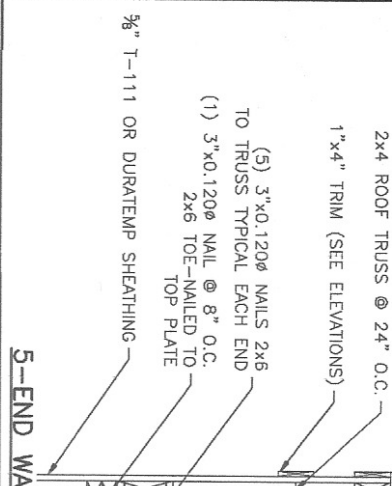 2x4 ROOF TRUSS @ 24" O.C.
1"x4" TRIM (SEE ELEVATIONS)
(5) 3"x0.120ø NAILS 2x6
TO TRUSS TYPICAL EACH END
(1) 3"x0.120ø NAIL @ 8" O.C.
2x6 TOE-NAILED TO
TOP PLATE
⅝" T-111 OR DURATEMP SHEATHING
5-END WA